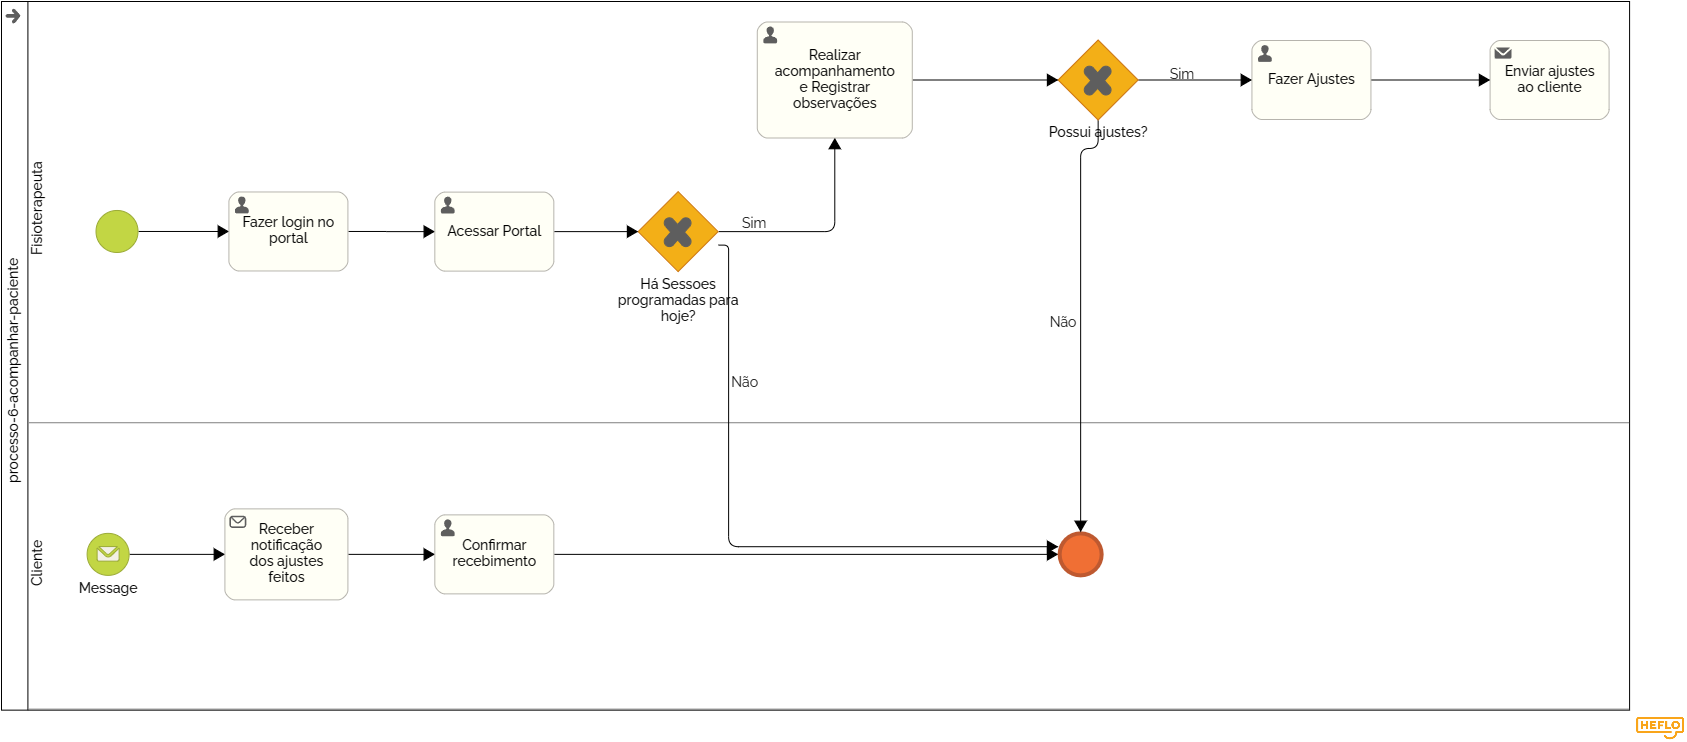 processo-6-acompanhar-paciente
Fisioterapeuta
Realizar
acompanhamento
e Registrar
observações
Possui ajustes?
Sim
Fazer Ajustes
Enviar ajustes
ao cliente
Fazer login no
portal
Acessar Portal
Há Sessoes
programadas para
hoje?
Sim
Não
Não
Cliente
Message
Receber
notificação
dos ajustes
feitos
Confirmar
recebimento
HEFLO